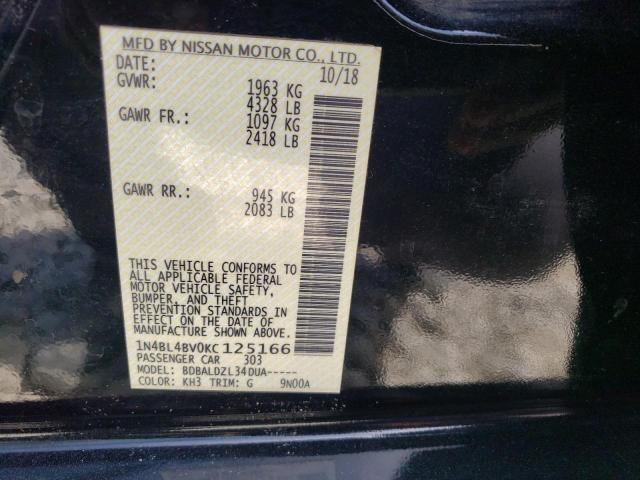 MFD BY NISSAN MOTOR CO., LTD.
DATE: 10/18
GVWR: 1963 KG
4328 LB
GAWR FR.: 1097 KG
2418 LB
GAWR RR.: 945 KG
2083 LB
THIS VEHICLE CONFORMS TO
ALL APPLICABLE FEDERAL
MOTOR VEHICLE SAFETY,
BUMPER, AND THEFT
PREVENTION STANDARDS IN
EFFECT ON THE DATE OF
MANUFACTURE SHOWN ABOVE.
1N4BL4BV0KC125166
PASSENGER CAR 303
MODEL: BDBALDZL34DUA-----
COLOR: KH3 TRIM: G 9N00A